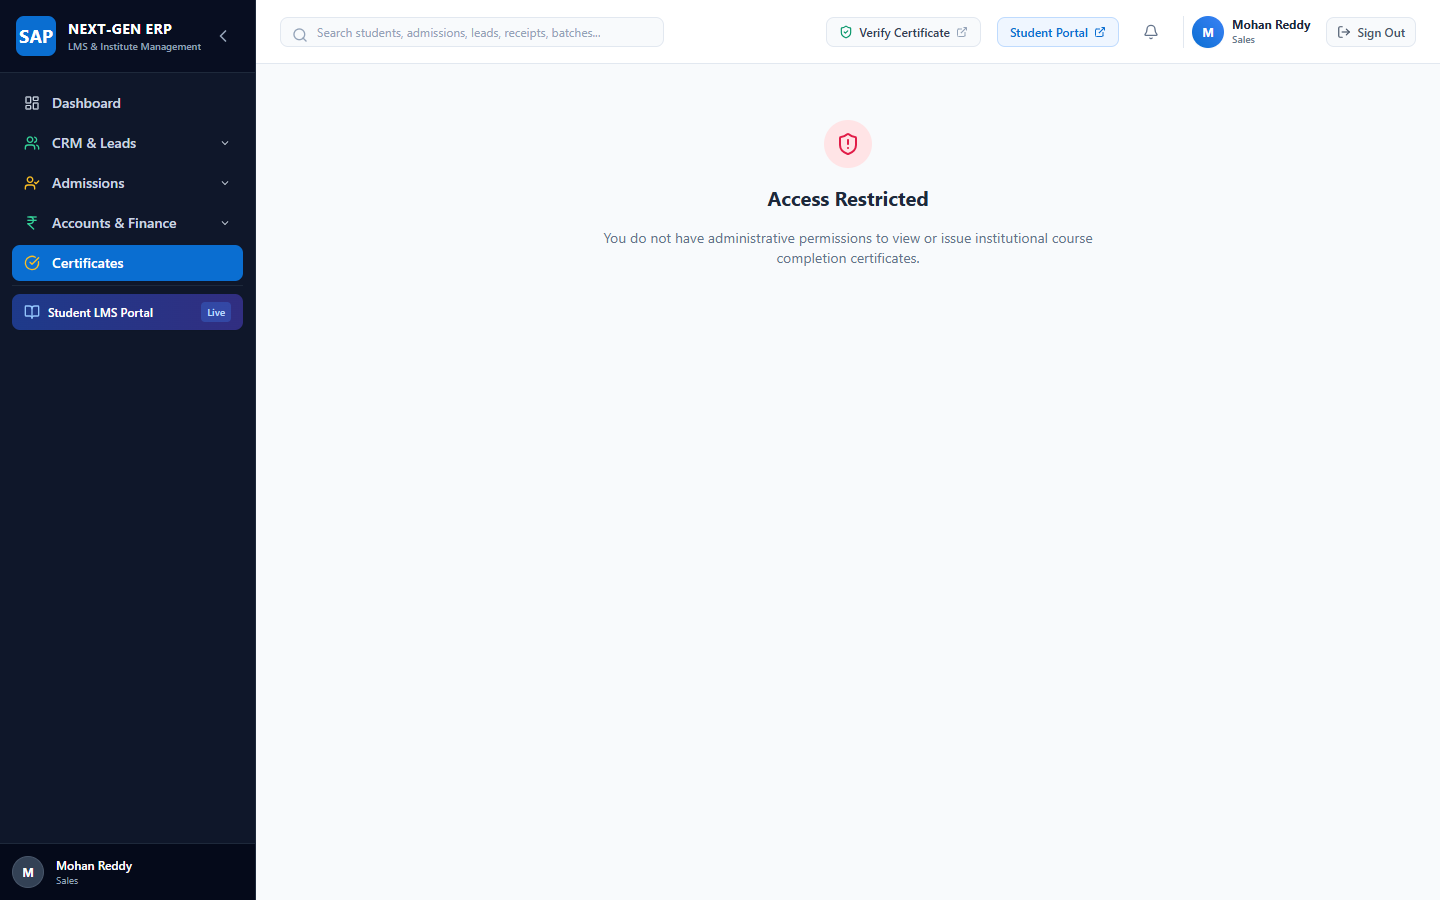 SAP
NEXT-GEN ERP
LMS & Institute Management
Search students, admissions, leads, receipts, batches...
Verify Certificate
Student Portal
M
Mohan Reddy
Sales
Sign Out
Dashboard
CRM & Leads
Admissions
Accounts & Finance
Certificates
Student LMS Portal
Live
Access Restricted
You do not have administrative permissions to view or issue institutional course
completion certificates.
M
Mohan Reddy
Sales